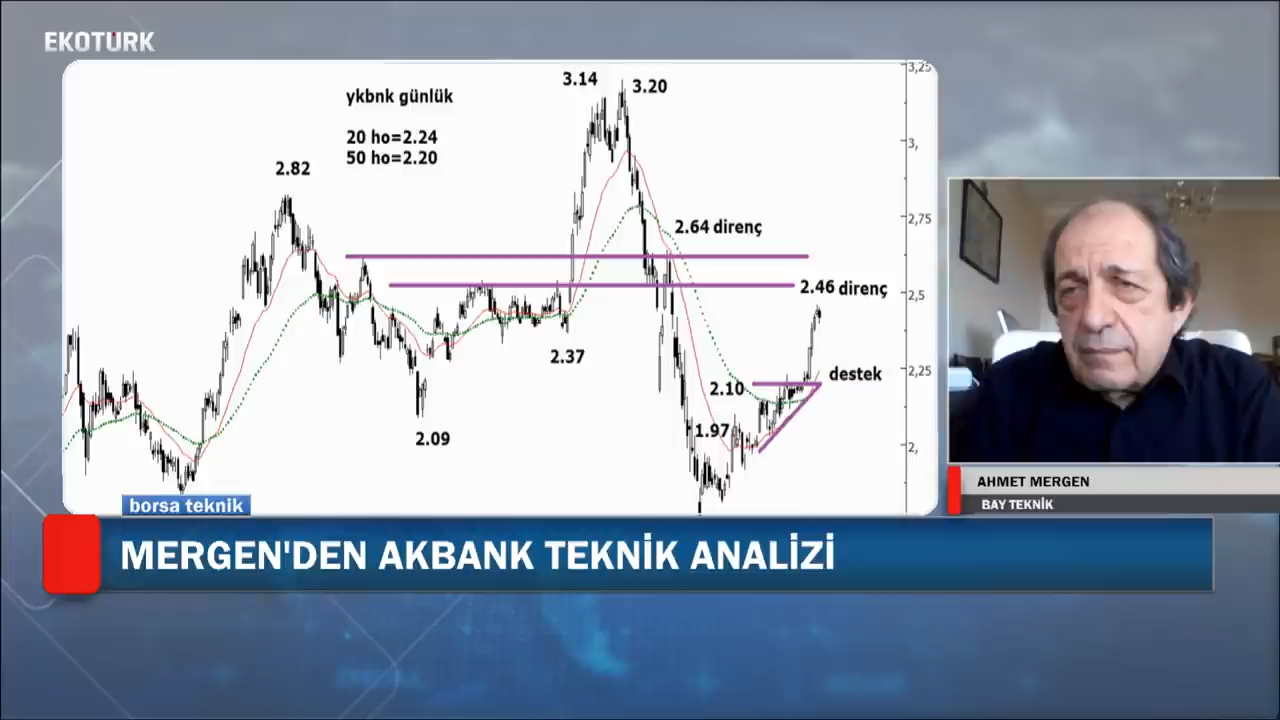 EKOTÜRK
ykbnk günlük
20 ho=2.24
50 ho=2.20
3.14
3.20
2.82
2.64 direnç
2.46 direnç
2.37
destek
2.10
2.09
1.97
3,25
3,
2,75
2,5
2,25
2,
borsa teknik
AHMET MERGEN
BAY TEKNİK
MERGEN'DEN AKBANK TEKNİK ANALİZİ